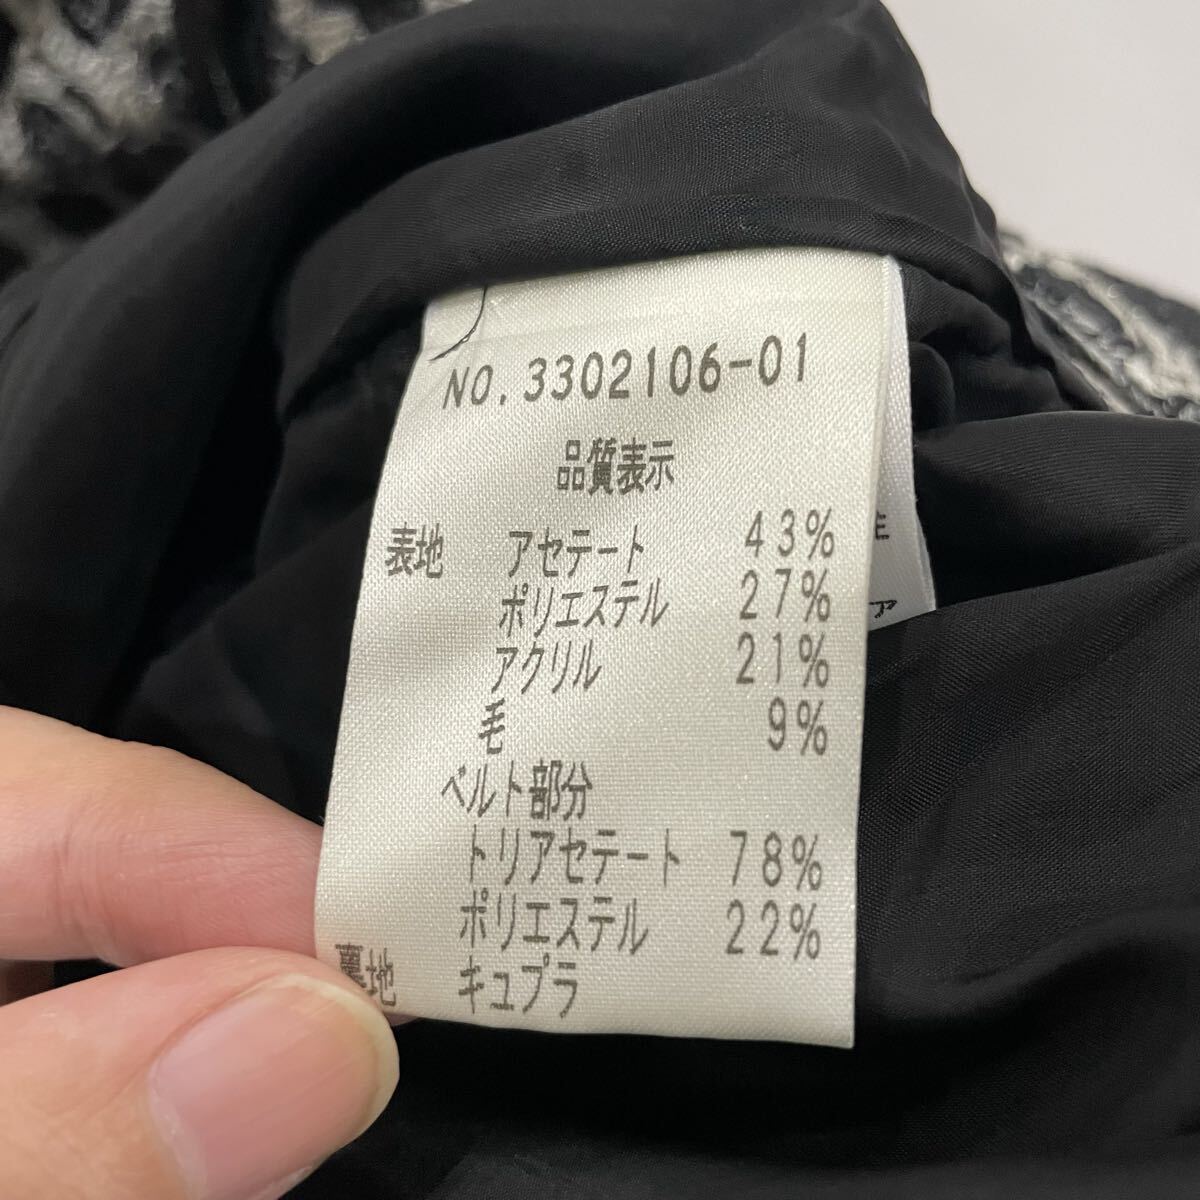 NO.3302106-01
品質表示
表地 アセテート 43%
ポリエステル 27%
アクリル 21%
毛 9%
ベルト部分
トリアセテート 78%
ポリエステル 22%
裏地 キュプラ
ア